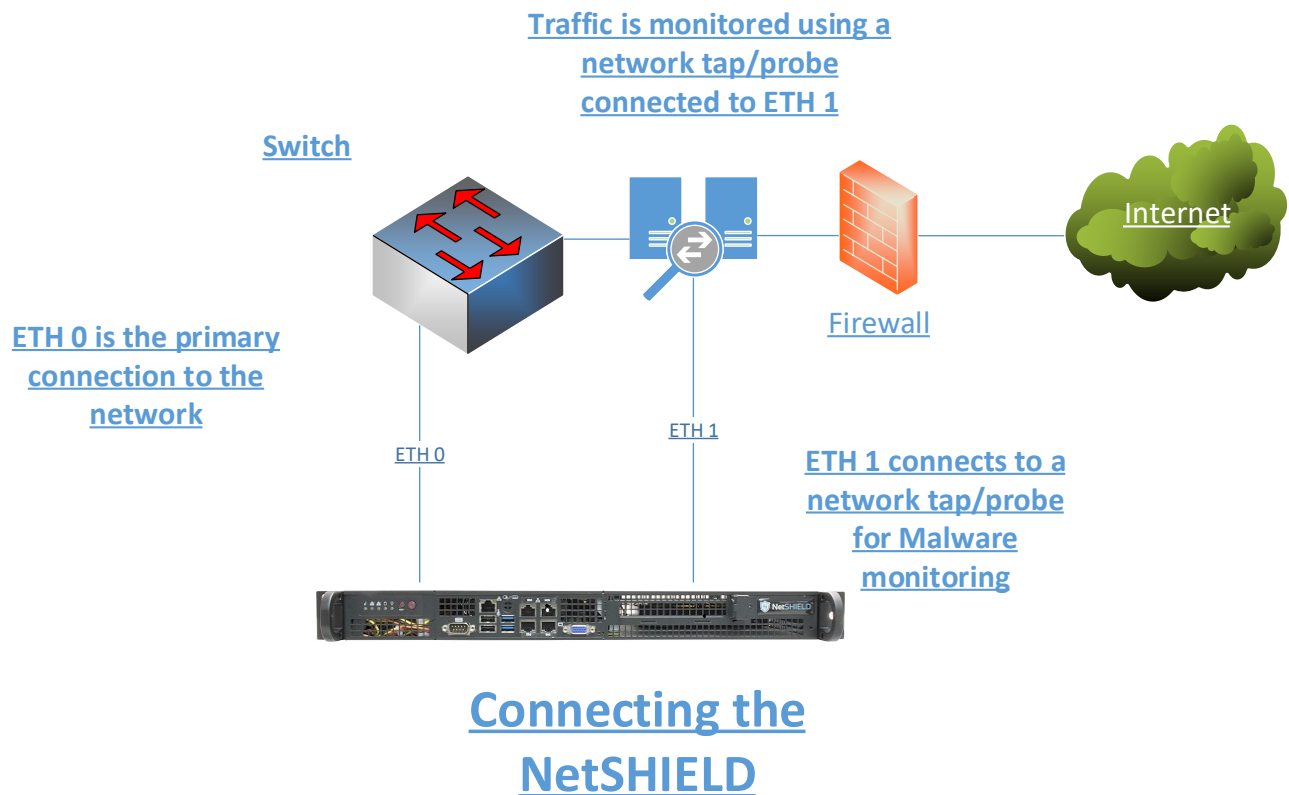 Traffic is monitored using a
network tap/probe
connected to ETH 1
Switch
Internet
Firewall
ETH 0 is the primary
connection to the
network
ETH 1
ETH 0
ETH 1 connects to a
network tap/probe
for Malware
monitoring
NetSHIELD
Connecting the
NetSHIELD